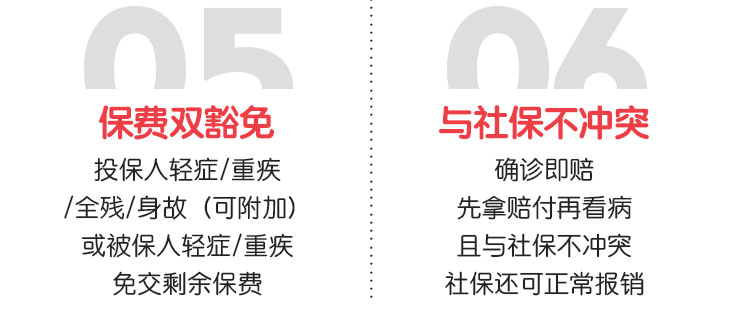 05
保费双豁免
投保人轻症/重疾
/全残/身故（可附加）
或被保人轻症/重疾
免交剩余保费
06
与社保不冲突
确诊即赔
先拿赔付再看病
且与社保不冲突
社保还可正常报销